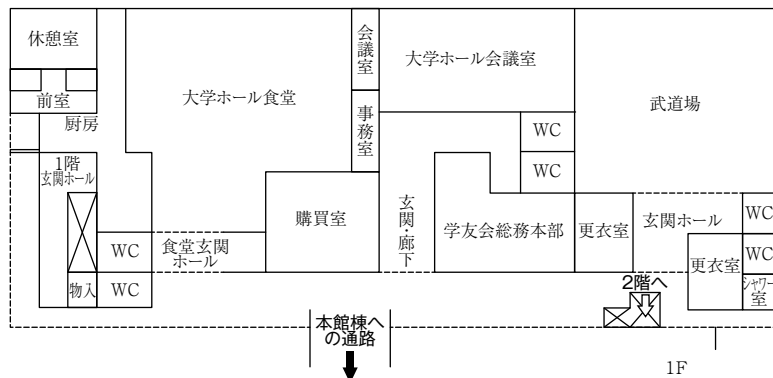 休憩室
前室
厨房
1階
玄関ホール
物入
WC
WC
大学ホール食堂
食堂玄関
ホール
購買室
会議室
事務室
大学ホール会議室
WC
WC
玄関・廊下
学友会総務本部
武道場
更衣室
玄関ホール
WC
WC
更衣室
シャワー
室
2階へ
本館棟へ
の通路
1F